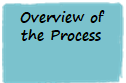 Overview of
the Process